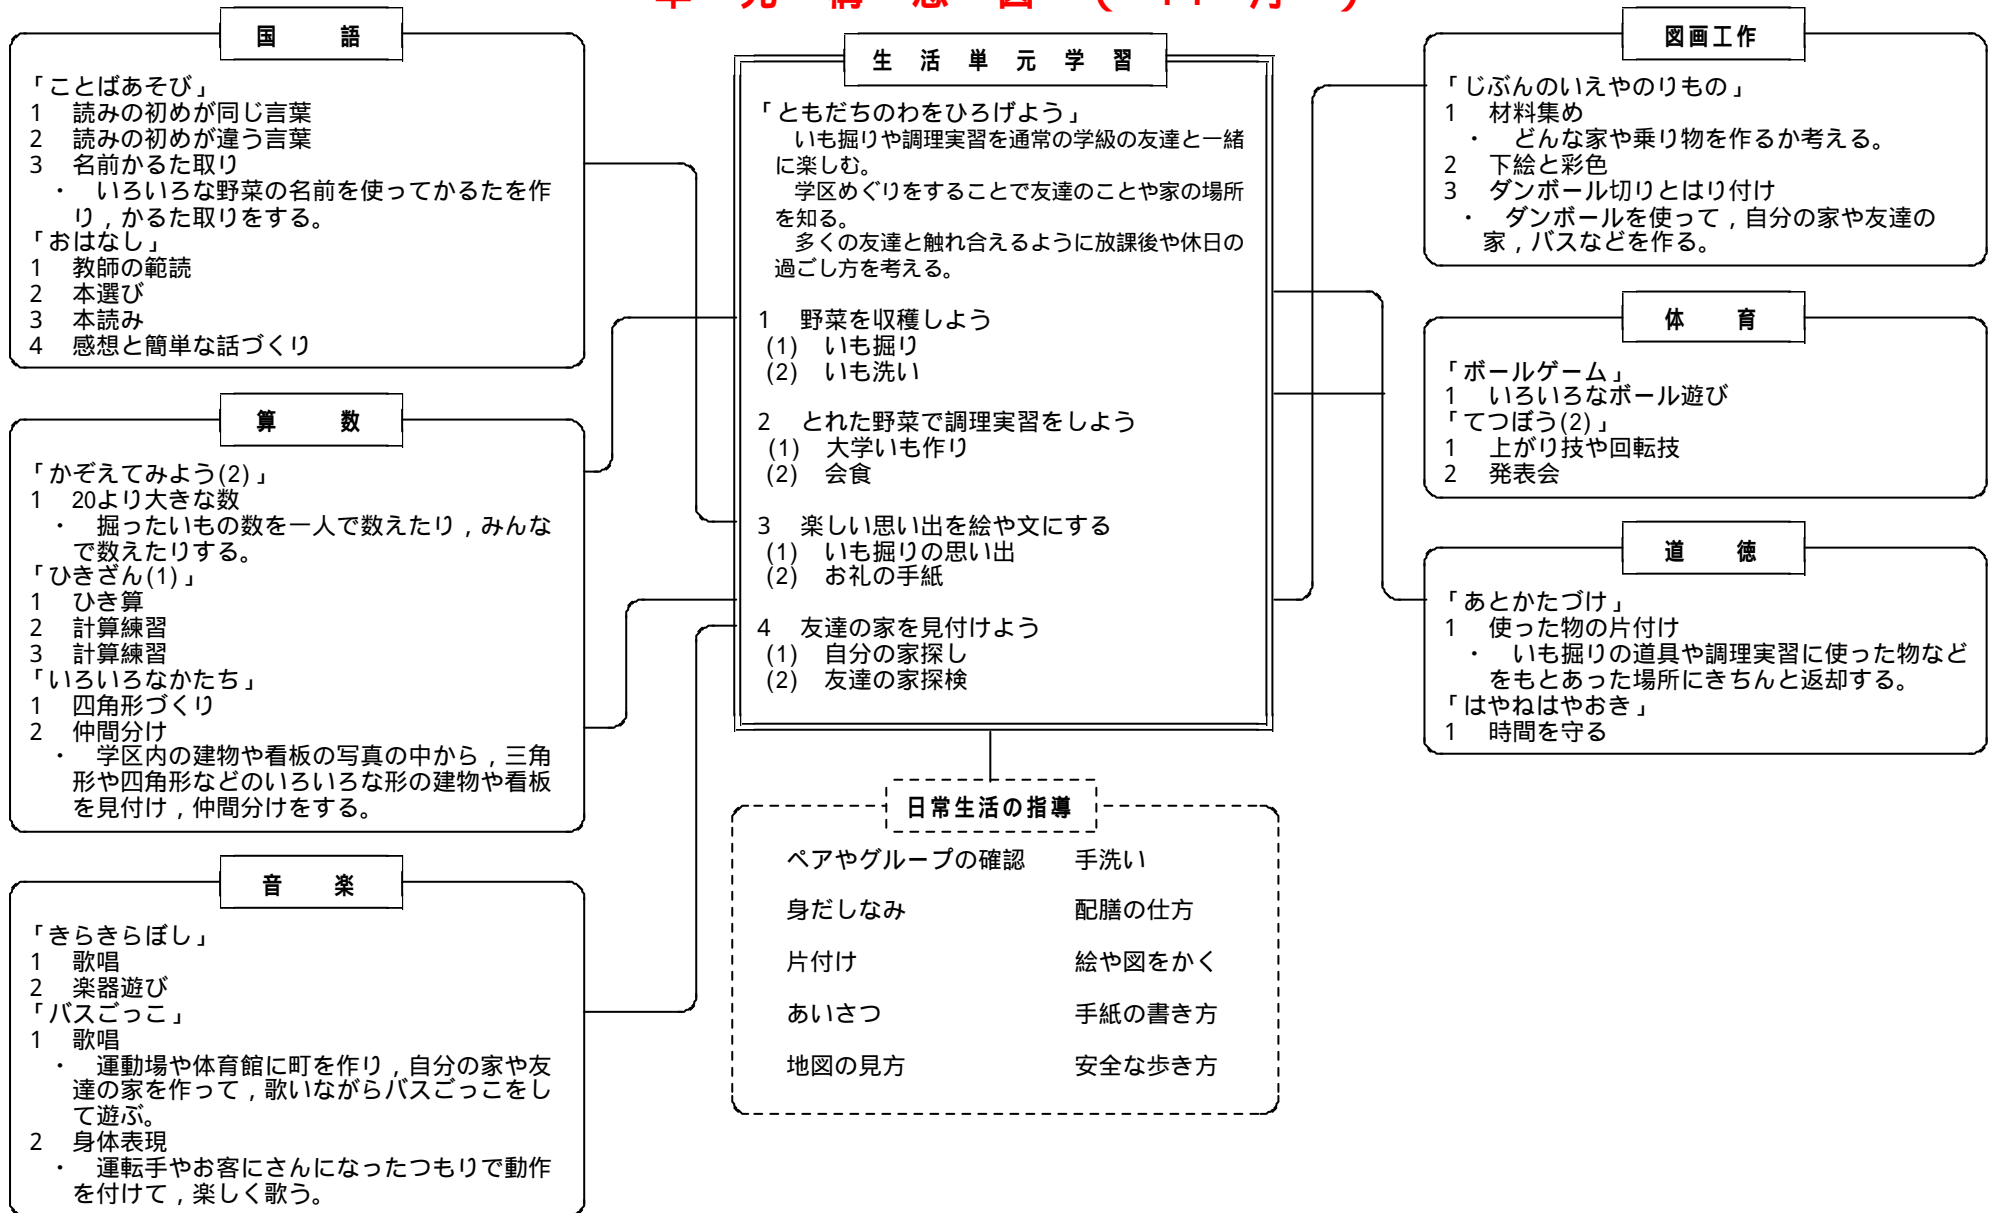 単 元 構 想 図 ( 11 月 )
国 語
「ことばあそび」
1 読みの初めが同じ言葉
2 読みの初めが違う言葉
3 名前かるた取り
・ いろいろな野菜の名前を使ってかるたを作
り，かるた取りをする。
「おはなし」
1 教師の範読
2 本選び
3 本読み
4 感想と簡単な話づくり
算 数
「かぞえてみよう(2)」
1 20より大きな数
・ 掘ったいもの数を一人で数えたり，みんな
で数えたりする。
「ひきざん(1)」
1 ひき算
2 計算練習
3 計算練習
「いろいろなかたち」
1 四角形づくり
2 仲間分け
・ 学区内の建物や看板の写真の中から，三角
形や四角形などのいろいろな形の建物や看板
を見付け，仲間分けをする。
音 楽
「きらきらぼし」
1 歌唱
2 楽器遊び
「バスごっこ」
1 歌唱
・ 運動場や体育館に町を作り，自分の家や友
達の家を作って，歌いながらバスごっこをし
て遊ぶ。
2 身体表現
・ 運転手やお客にさんになったつもりで動作
を付けて，楽しく歌う。
生 活 単 元 学 習
「ともだちのわをひろげよう」
いも掘りや調理実習を通常の学級の友達と一緒
に楽しむ。
学区めぐりをすることで友達のことや家の場所
を知る。
多くの友達と触れ合えるように放課後や休日の
過ごし方を考える。
1 野菜を収穫しよう
(1) いも掘り
(2) いも洗い
2 とれた野菜で調理実習をしよう
(1) 大学いも作り
(2) 会食
3 楽しい思い出を絵や文にする
(1) いも掘りの思い出
(2) お礼の手紙
4 友達の家を見付けよう
(1) 自分の家探し
(2) 友達の家探検
日常生活の指導
ペアやグループの確認 手洗い
身だしなみ 配膳の仕方
片付け 絵や図をかく
あいさつ 手紙の書き方
地図の見方 安全な歩き方
図画工作
「じぶんのいえやのりもの」
1 材料集め
・ どんな家や乗り物を作るか考える。
2 下絵と彩色
3 ダンボール切りとはり付け
・ ダンボールを使って，自分の家や友達の
家，バスなどを作る。
体 育
「ボールゲーム」
1 いろいろなボール遊び
「てつぼう(2)」
1 上がり技や回転技
2 発表会
道 徳
「あとかたづけ」
1 使った物の片付け
・ いも掘りの道具や調理実習に使った物など
をもとあった場所にきちんと返却する。
「はやねはやおき」
1 時間を守る